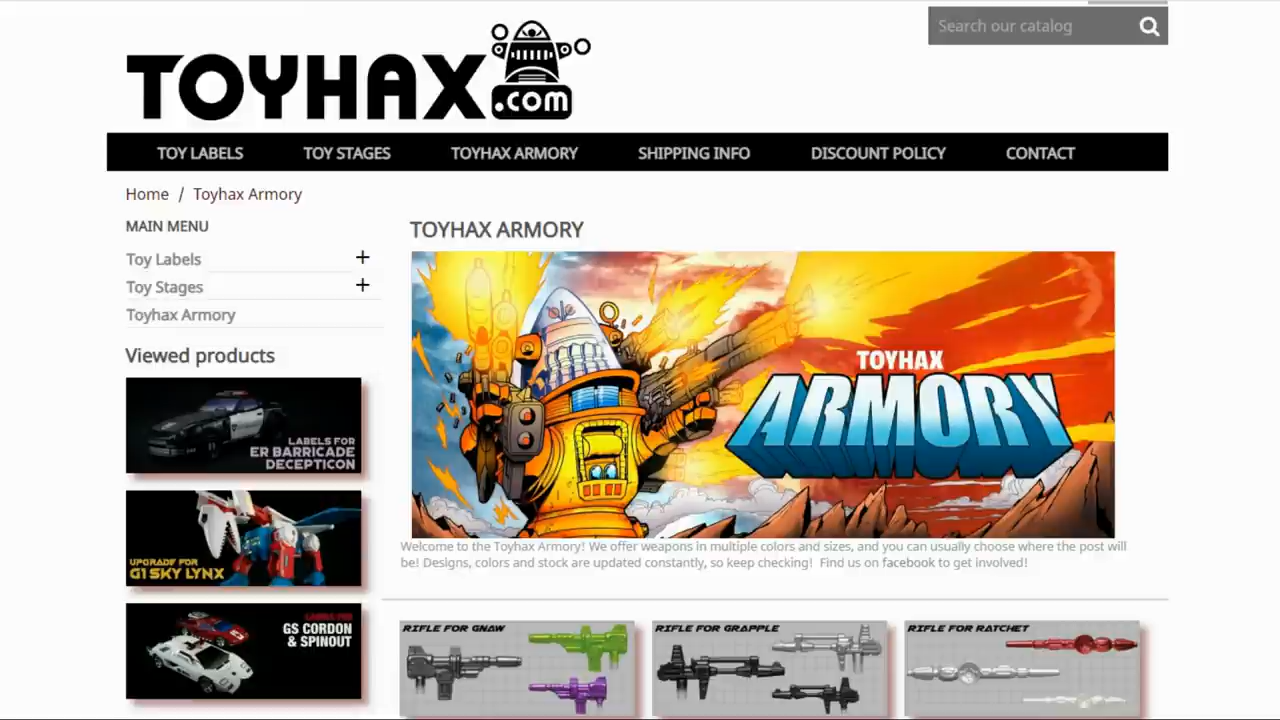 Search our catalog
TOYHAX
.com
TOY LABELS
TOY STAGES
TOYHAX ARMORY
SHIPPING INFO
DISCOUNT POLICY
CONTACT
Home / Toyhax Armory
MAIN MENU
Toy Labels +
Toy Stages +
Toyhax Armory
Viewed products
LABELS FOR
ER BARRICADE
DECEPTICON
UPGRADE FOR
G1 SKY LYNX
LABELS FOR
GS CORDON
& SPINOUT
TOYHAX ARMORY
TOYHAX
ARMORY
Welcome to the Toyhax Armory! We offer weapons in multiple colors and sizes, and you can usually choose where the post will
be! Designs, colors and stock are updated constantly, so keep checking! Find us on facebook to get involved!
RIFLE FOR GNAW
RIFLE FOR GRAPPLE
RIFLE FOR RATCHET